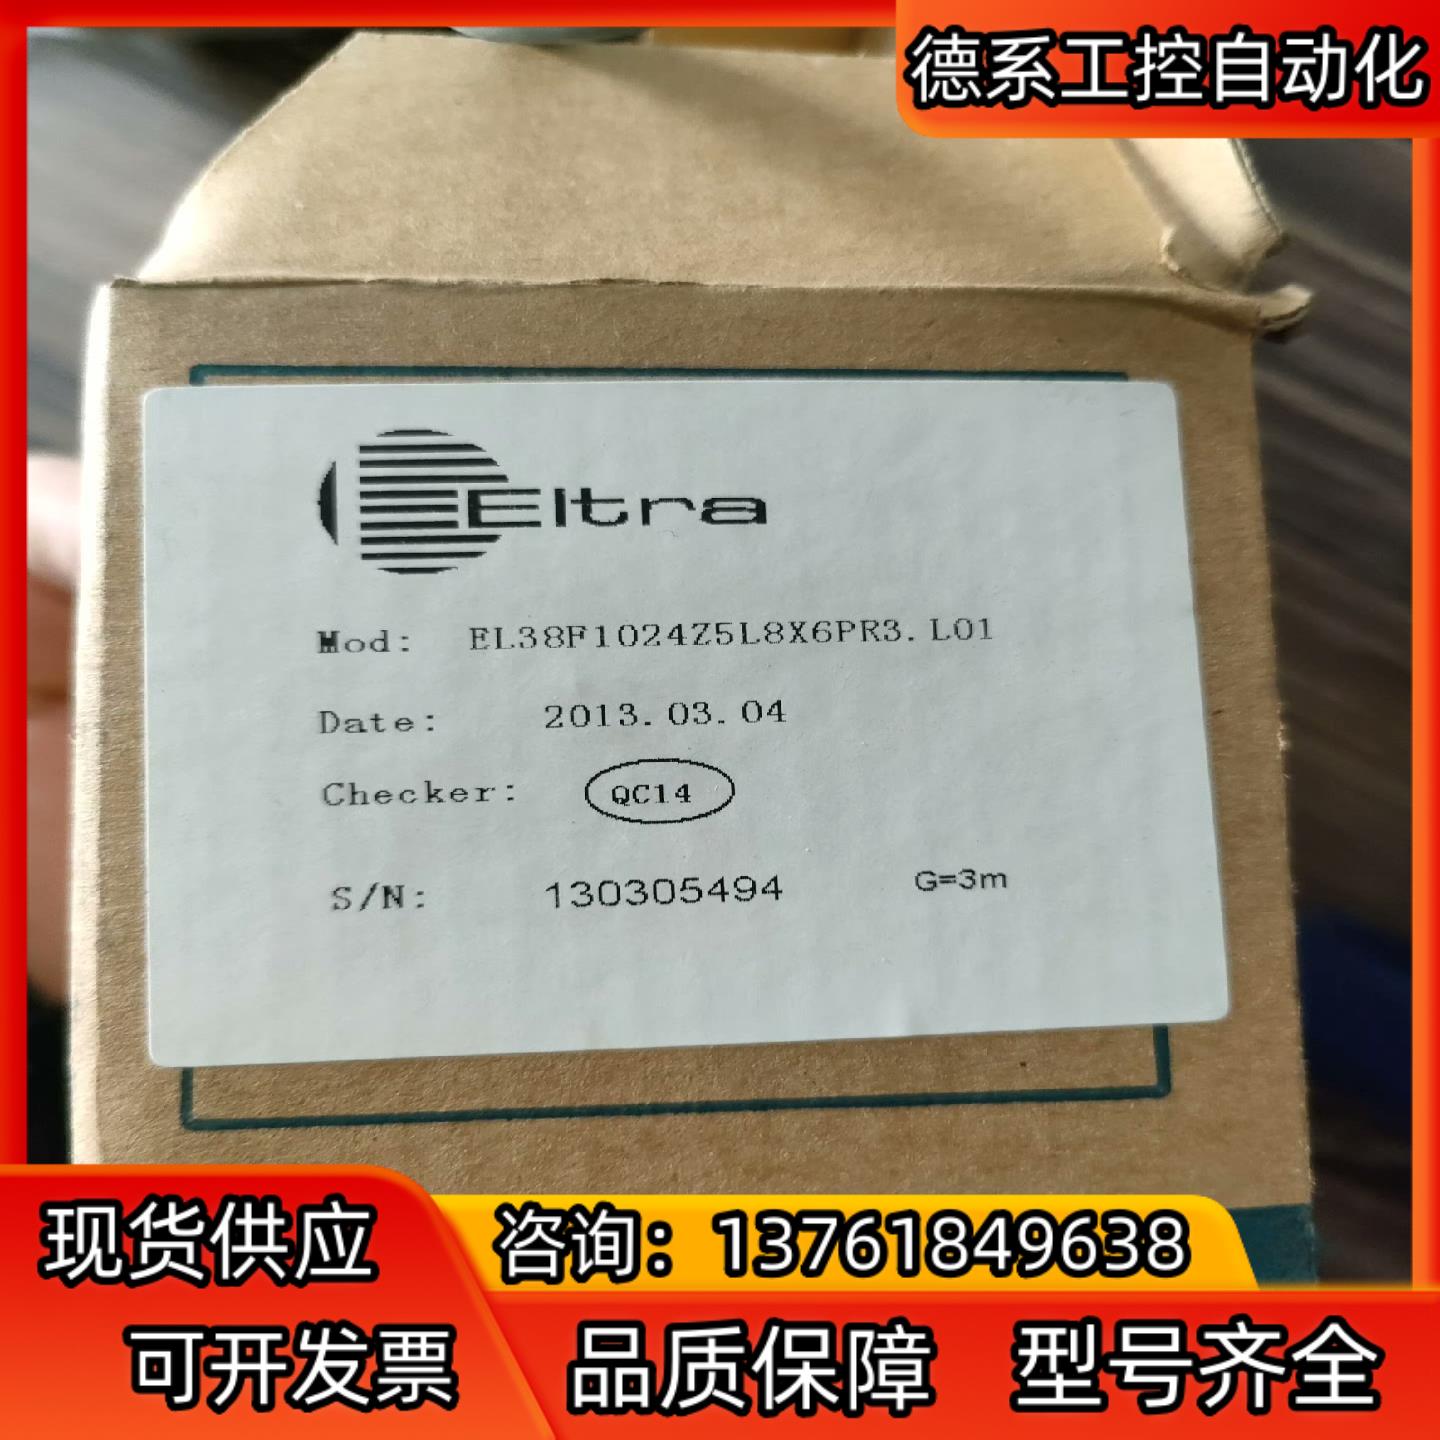 德系工控自动化
Eltra
Mod: EL38F1024Z5L8X6PR3.L01
Date: 2013.03.04
Checker: QC14
S/N: 130305494 G=3m
现货供应
咨询：13761849638
可开发票
品质保障
型号齐全